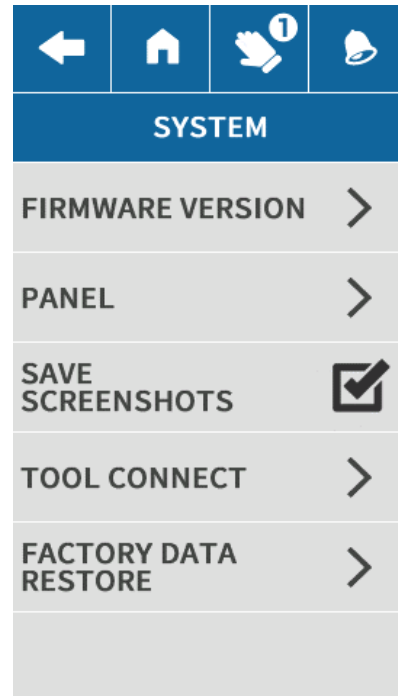 1
SYSTEM
FIRMWARE VERSION
PANEL
SAVE
SCREENSHOTS
TOOL CONNECT
FACTORY DATA
RESTORE